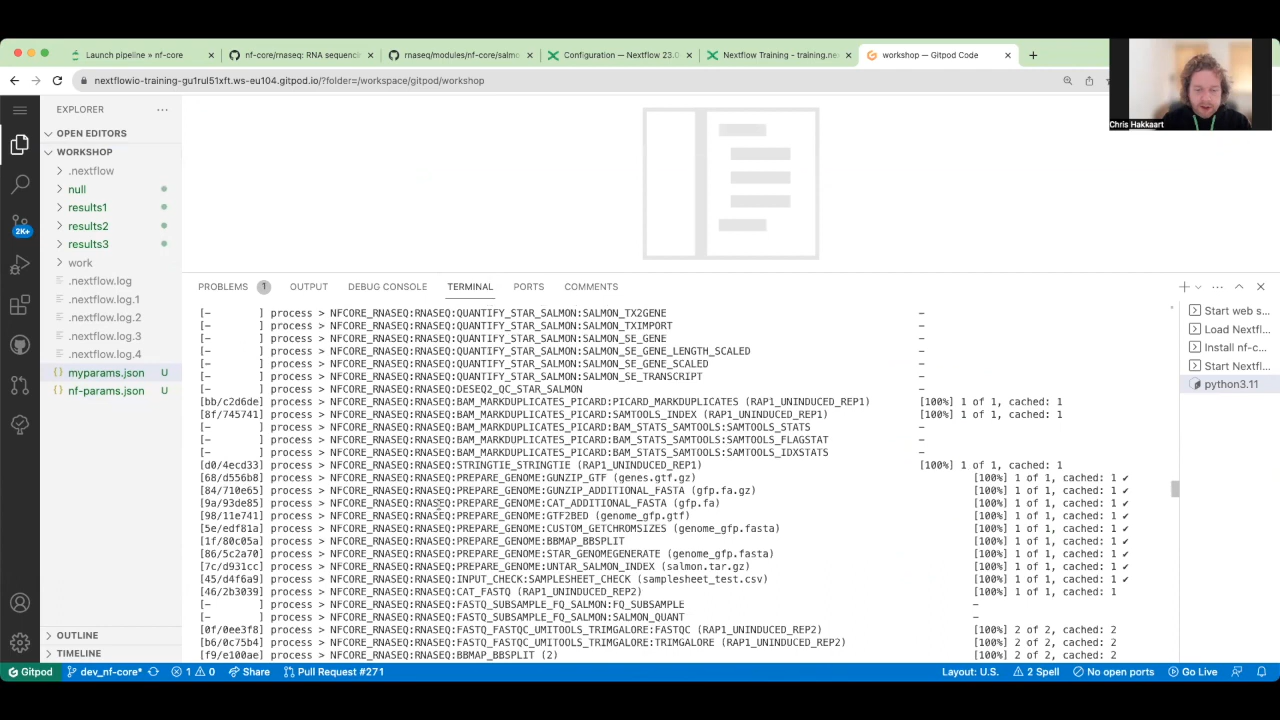 Launch pipeline » nf-core
nf-core/rnaseq: RNA sequencin
rnaseq/modules/nf-core/salmo
Configuration — Nextflow 23.0
Nextflow Training - training.ne
workshop — Gitpod Code
nextflowic-training-gu1rul51xft.ws-eu104.gitpod.io/?folder=/workspace/gitpod/workshop
Chris Hakkaart
EXPLORER
OPEN EDITORS
WORKSHOP
.nextflow
null
results1
results2
results3
work
.nextflow.log
.nextflow.log.1
.nextflow.log.2
.nextflow.log.3
.nextflow.log.4
myparams.json U
nf-params.json U
OUTLINE
TIMELINE
2K+
PROBLEMS 1 OUTPUT DEBUG CONSOLE TERMINAL PORTS COMMENTS
[- ] process > NFCORE_RNASEQ:RNASEQ:QUANTIFY_STAR_SALMON:SALMON_TX2GENE -
[- ] process > NFCORE_RNASEQ:RNASEQ:QUANTIFY_STAR_SALMON:SALMON_TXIMPORT -
[- ] process > NFCORE_RNASEQ:RNASEQ:QUANTIFY_STAR_SALMON:SALMON_SE_GENE -
[- ] process > NFCORE_RNASEQ:RNASEQ:QUANTIFY_STAR_SALMON:SALMON_SE_GENE_LENGTH_SCALED -
[- ] process > NFCORE_RNASEQ:RNASEQ:QUANTIFY_STAR_SALMON:SALMON_SE_GENE_SCALED -
[- ] process > NFCORE_RNASEQ:RNASEQ:QUANTIFY_STAR_SALMON:SALMON_SE_TRANSCRIPT -
[- ] process > NFCORE_RNASEQ:RNASEQ:DESEQ2_QC_STAR_SALMON -
[bb/c2d6de] process > NFCORE_RNASEQ:RNASEQ:BAM_MARKDUPLICATES_PICARD:PICARD_MARKDUPLICATES (RAP1_UNINDUCED_REP1) [100%] 1 of 1, cached: 1
[8f/745741] process > NFCORE_RNASEQ:RNASEQ:BAM_MARKDUPLICATES_PICARD:SAMTOOLS_INDEX (RAP1_UNINDUCED_REP1) [100%] 1 of 1, cached: 1
[- ] process > NFCORE_RNASEQ:RNASEQ:BAM_MARKDUPLICATES_PICARD:BAM_STATS_SAMTOOLS:SAMTOOLS_STATS -
[- ] process > NFCORE_RNASEQ:RNASEQ:BAM_MARKDUPLICATES_PICARD:BAM_STATS_SAMTOOLS:SAMTOOLS_FLAGSTAT -
[- ] process > NFCORE_RNASEQ:RNASEQ:BAM_MARKDUPLICATES_PICARD:BAM_STATS_SAMTOOLS:SAMTOOLS_IDXSTATS -
[d0/4ecd33] process > NFCORE_RNASEQ:RNASEQ:STRINGTIE_STRINGTIE (RAP1_UNINDUCED_REP1) [100%] 1 of 1, cached: 1
[68/d556b8] process > NFCORE_RNASEQ:RNASEQ:PREPARE_GENOME:GUNZIP_GTF (genes.gtf.gz) [100%] 1 of 1, cached: 1 ✔
[84/710e65] process > NFCORE_RNASEQ:RNASEQ:PREPARE_GENOME:GUNZIP_ADDITIONAL_FASTA (gfp.fa.gz) [100%] 1 of 1, cached: 1 ✔
[9a/93de85] process > NFCORE_RNASEQ:RNASEQ:PREPARE_GENOME:CAT_ADDITIONAL_FASTA (gfp.fa) [100%] 1 of 1, cached: 1 ✔
[98/11e741] process > NFCORE_RNASEQ:RNASEQ:PREPARE_GENOME:GTF2BED (genome_gfp.gtf) [100%] 1 of 1, cached: 1 ✔
[5e/edf81a] process > NFCORE_RNASEQ:RNASEQ:PREPARE_GENOME:CUSTOM_GETCHROMSIZES (genome_gfp.fasta) [100%] 1 of 1, cached: 1 ✔
[1f/80c05a] process > NFCORE_RNASEQ:RNASEQ:PREPARE_GENOME:BBMAP_BBSPLIT [100%] 1 of 1, cached: 1 ✔
[86/5c2a70] process > NFCORE_RNASEQ:RNASEQ:PREPARE_GENOME:STAR_GENOMEGENERATE (genome_gfp.fasta) [100%] 1 of 1, cached: 1 ✔
[7c/d931cc] process > NFCORE_RNASEQ:RNASEQ:PREPARE_GENOME:UNTAR_SALMON_INDEX (salmon.tar.gz) [100%] 1 of 1, cached: 1 ✔
[45/d4f6a9] process > NFCORE_RNASEQ:RNASEQ:INPUT_CHECK:SAMPLESHEET_CHECK (samplesheet_test.csv) [100%] 1 of 1, cached: 1 ✔
[46/2b3039] process > NFCORE_RNASEQ:RNASEQ:CAT_FASTQ (RAP1_UNINDUCED_REP2) [100%] 1 of 1, cached: 1
[- ] process > NFCORE_RNASEQ:RNASEQ:FASTQ_SUBSAMPLE_FQ_SALMON:FQ_SUBSAMPLE -
[- ] process > NFCORE_RNASEQ:RNASEQ:FASTQ_SUBSAMPLE_FQ_SALMON:SALMON_QUANT -
[0f/0ee3f8] process > NFCORE_RNASEQ:RNASEQ:FASTQ_FASTQC_UMITOOLS_TRIMGALORE:FASTQC (RAP1_UNINDUCED_REP2) [100%] 2 of 2, cached: 2
[b6/0c75b4] process > NFCORE_RNASEQ:RNASEQ:FASTQ_FASTQC_UMITOOLS_TRIMGALORE:TRIMGALORE (RAP1_UNINDUCED_REP2) [100%] 2 of 2, cached: 2
[f9/e100ae] process > NFCORE_RNASEQ:RNASEQ:BBMAP_BBSPLIT (2) [100%] 2 of 2, cached: 2
Start web s...
Load Nextfl...
Install nf-c...
Start Nextfl...
python3.11
Gitpod dev_nf-core* 1 0 Share Pull Request #271 Layout: U.S. 2 Spell No open ports Go Live